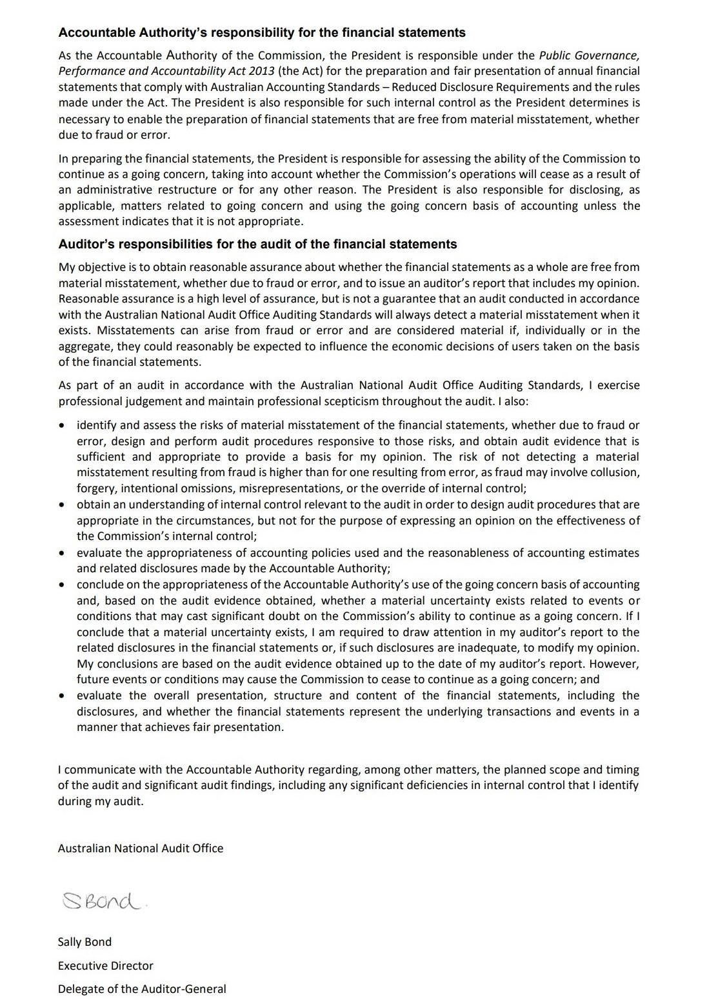 Accountable Authority's responsibility for the financial statements
As the Accountable Authority of the Commission, the President is responsible under the Public Governance,
Performance and Accountability Act 2013 (the Act) for the preparation and fair presentation of annual financial
statements that comply with Australian Accounting Standards – Reduced Disclosure Requirements and the rules
made under the Act. The President is also responsible for such internal control as the President determines is
necessary to enable the preparation of financial statements that are free from material misstatement, whether
due to fraud or error.
In preparing the financial statements, the President is responsible for assessing the ability of the Commission to
continue as a going concern, taking into account whether the Commission's operations will cease as a result of
an administrative restructure or for any other reason. The President is also responsible for disclosing, as
applicable, matters related to going concern and using the going concern basis of accounting unless the
assessment indicates that it is not appropriate.
Auditor's responsibilities for the audit of the financial statements
My objective is to obtain reasonable assurance about whether the financial statements as a whole are free from
material misstatement, whether due to fraud or error, and to issue an auditor's report that includes my opinion.
Reasonable assurance is a high level of assurance, but is not a guarantee that an audit conducted in accordance
with the Australian National Audit Office Auditing Standards will always detect a material misstatement when it
exists. Misstatements can arise from fraud or error and are considered material if, individually or in the
aggregate, they could reasonably be expected to influence the economic decisions of users taken on the basis
of the financial statements.
As part of an audit in accordance with the Australian National Audit Office Auditing Standards, I exercise
professional judgement and maintain professional scepticism throughout the audit. I also:
• identify and assess the risks of material misstatement of the financial statements, whether due to fraud or
error, design and perform audit procedures responsive to those risks, and obtain audit evidence that is
sufficient and appropriate to provide a basis for my opinion. The risk of not detecting a material
misstatement resulting from fraud is higher than for one resulting from error, as fraud may involve collusion,
forgery, intentional omissions, misrepresentations, or the override of internal control;
• obtain an understanding of internal control relevant to the audit in order to design audit procedures that are
appropriate in the circumstances, but not for the purpose of expressing an opinion on the effectiveness of
the Commission's internal control;
• evaluate the appropriateness of accounting policies used and the reasonableness of accounting estimates
and related disclosures made by the Accountable Authority;
• conclude on the appropriateness of the Accountable Authority's use of the going concern basis of accounting
and, based on the audit evidence obtained, whether a material uncertainty exists related to events or
conditions that may cast significant doubt on the Commission's ability to continue as a going concern. If I
conclude that a material uncertainty exists, I am required to draw attention in my auditor's report to the
related disclosures in the financial statements or, if such disclosures are inadequate, to modify my opinion.
My conclusions are based on the audit evidence obtained up to the date of my auditor's report. However,
future events or conditions may cause the Commission to cease to continue as a going concern; and
• evaluate the overall presentation, structure and content of the financial statements, including the
disclosures, and whether the financial statements represent the underlying transactions and events in a
manner that achieves fair presentation.
I communicate with the Accountable Authority regarding, among other matters, the planned scope and timing
of the audit and significant audit findings, including any significant deficiencies in internal control that I identify
during my audit.
Australian National Audit Office
SBond.
Sally Bond
Executive Director
Delegate of the Auditor-General